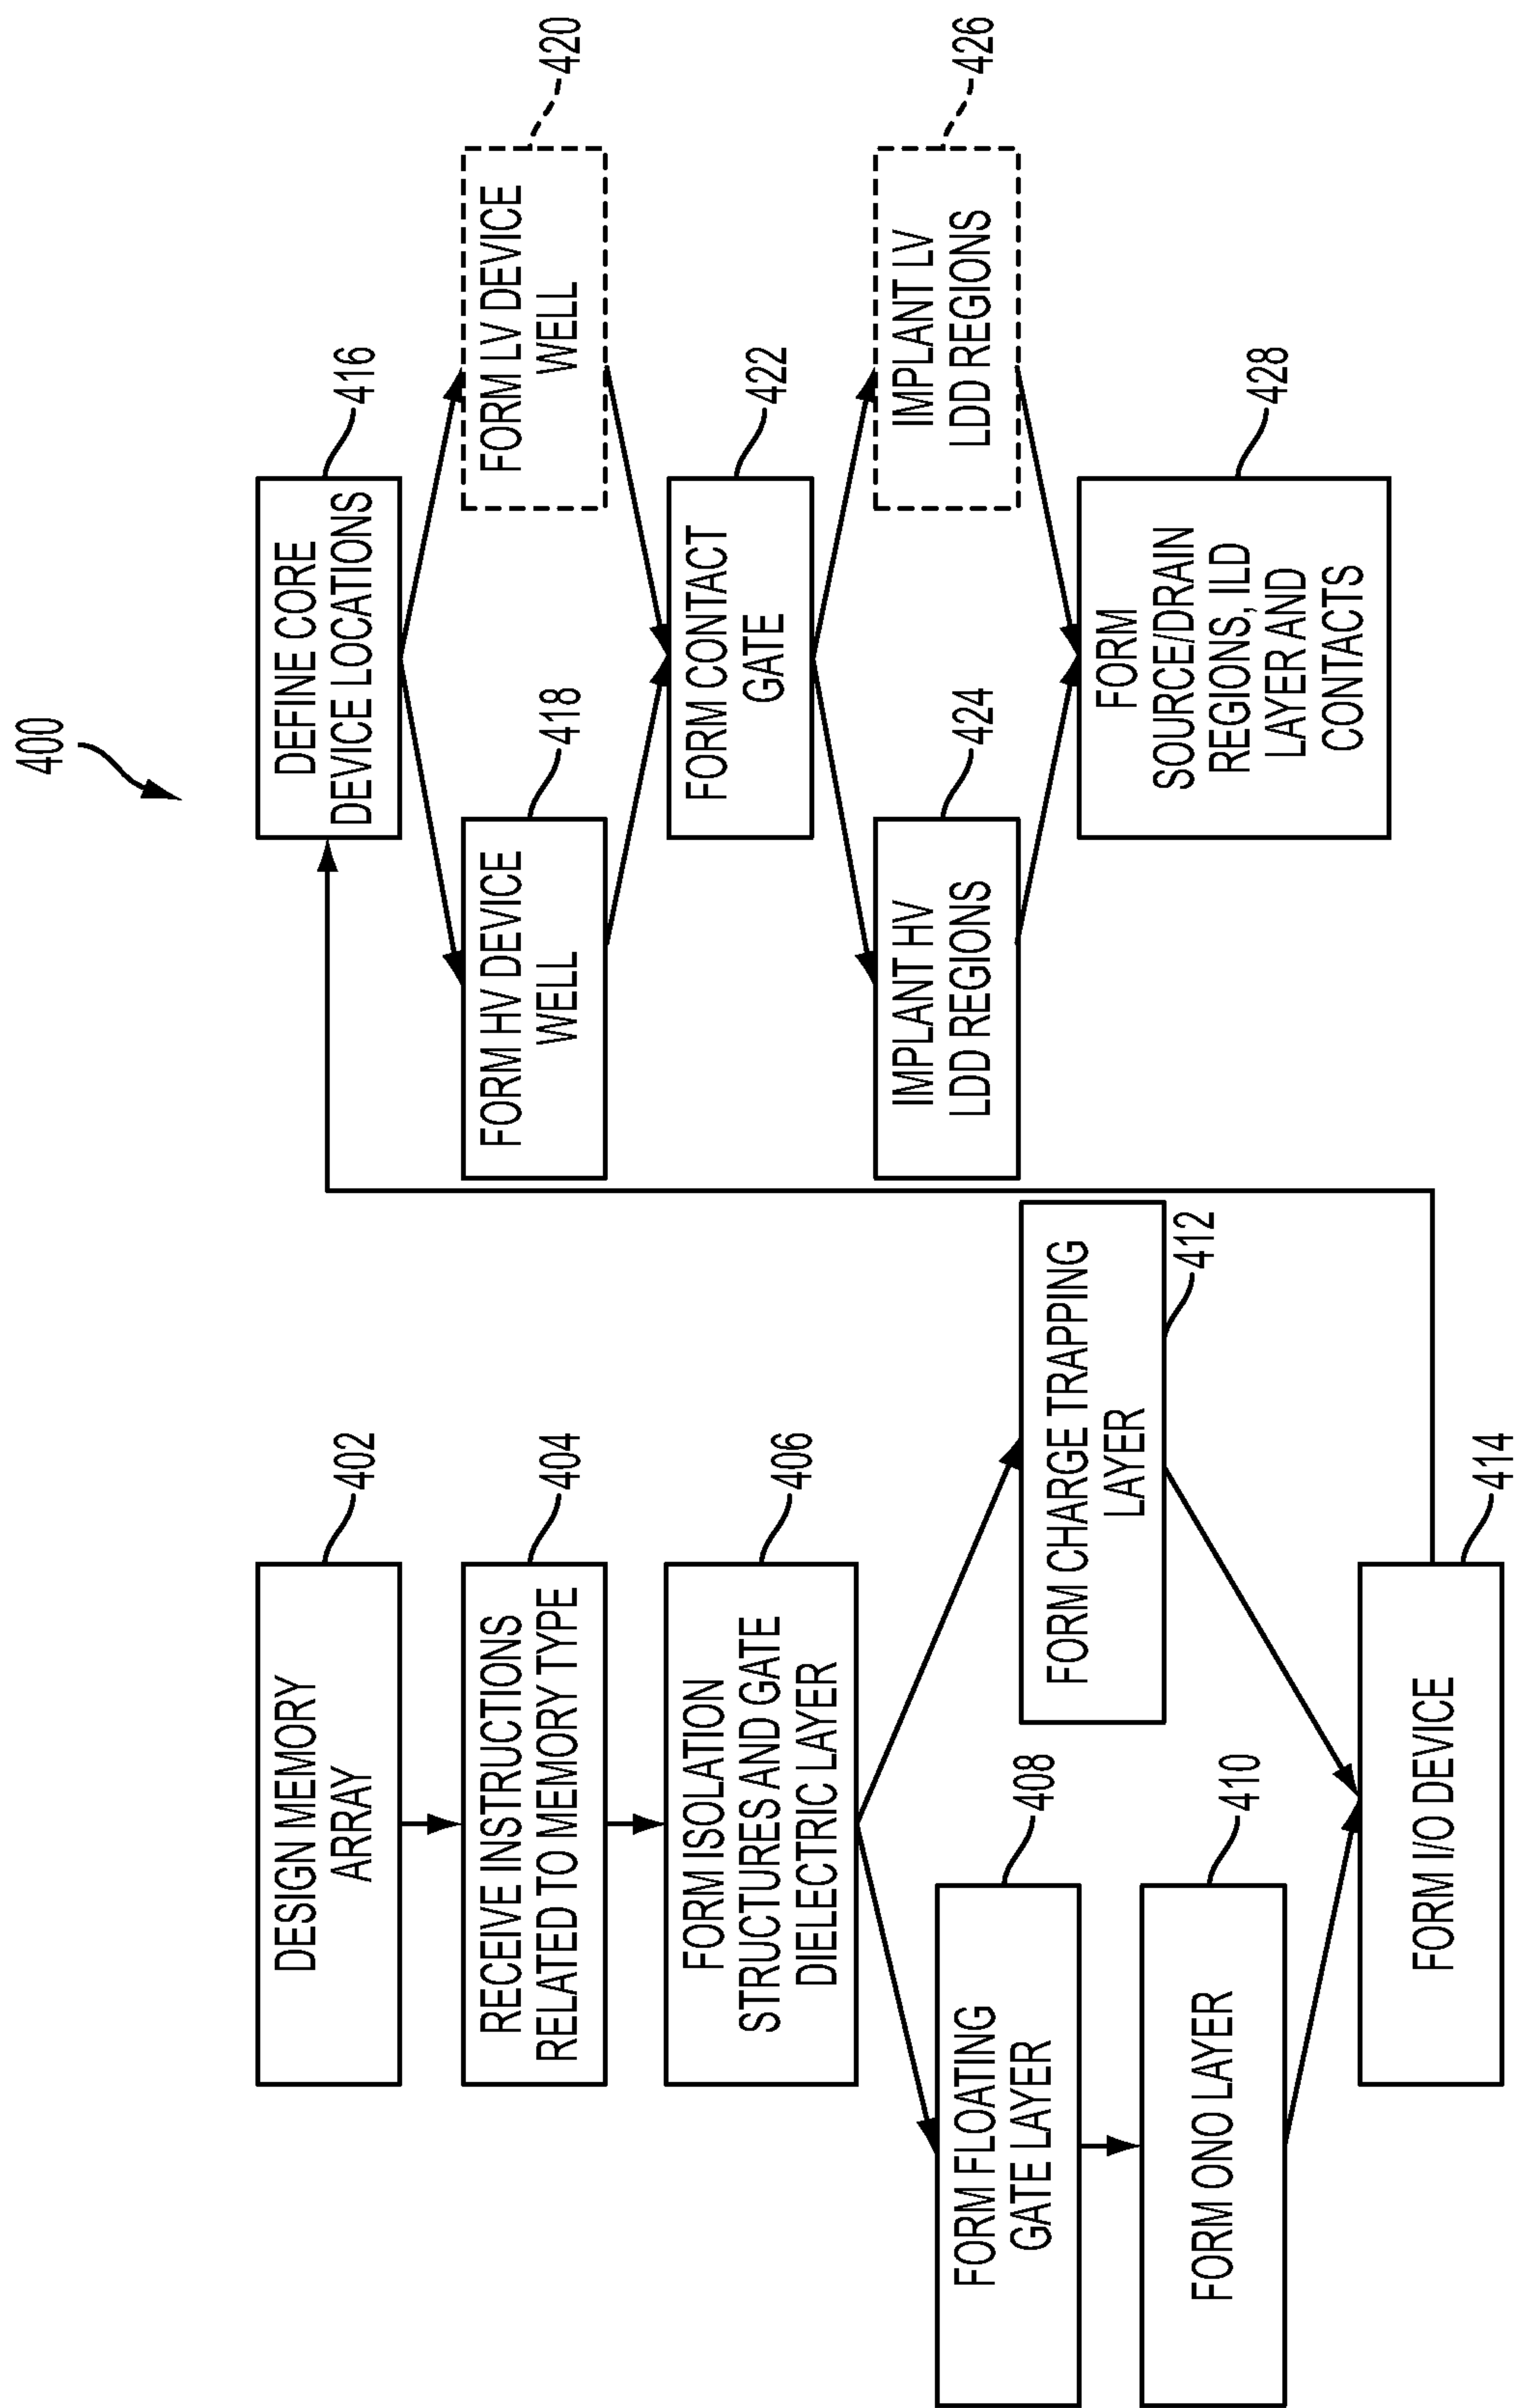 400
DESIGN MEMORY
ARRAY
402
RECEIVE INSTRUCTIONS
RELATED TO MEMORY TYPE
404
FORM ISOLATION
STRUCTURES AND GATE
DIELECTRIC LAYER
406
FORM FLOATING
GATE LAYER
408
FORM ONO LAYER
410
FORM CHARGE TRAPPING
LAYER
412
FORM I/O DEVICE
414
DEFINE CORE
DEVICE LOCATIONS
416
FORM HV DEVICE
WELL
418
FORM LV DEVICE
WELL
420
FORM CONTACT
GATE
422
IMPLANT HV
LDD REGIONS
424
IMPLANT LV
LDD REGIONS
426
FORM
SOURCE/DRAIN
REGIONS, ILD
LAYER AND
CONTACTS
428